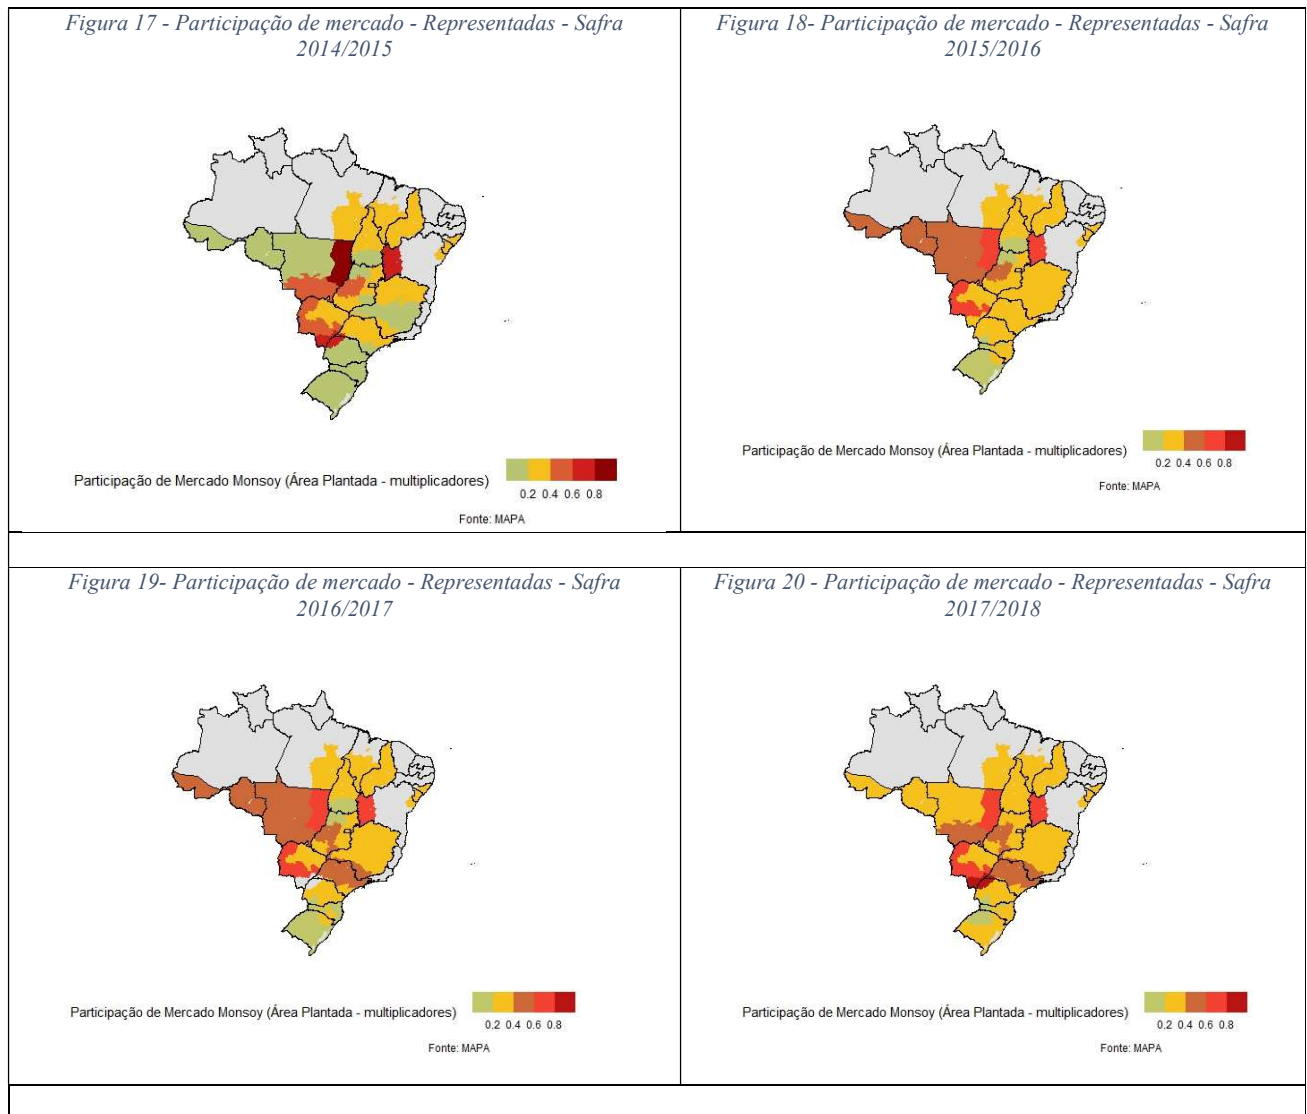 Figura 17 - Participação de mercado - Representadas - Safra
2014/2015
Participação de Mercado Monsoy (Área Plantada - multiplicadores)
0.2 0.4 0.6 0.8
Fonte: MAPA
Figura 18- Participação de mercado - Representadas - Safra
2015/2016
Participação de Mercado Monsoy (Área Plantada - multiplicadores)
0.2 0.4 0.6 0.8
Fonte: MAPA
Figura 19- Participação de mercado - Representadas - Safra
2016/2017
Participação de Mercado Monsoy (Área Plantada - multiplicadores)
0.2 0.4 0.6 0.8
Fonte: MAPA
Figura 20 - Participação de mercado - Representadas - Safra
2017/2018
Participação de Mercado Monsoy (Área Plantada - multiplicadores)
0.2 0.4 0.6 0.8
Fonte: MAPA